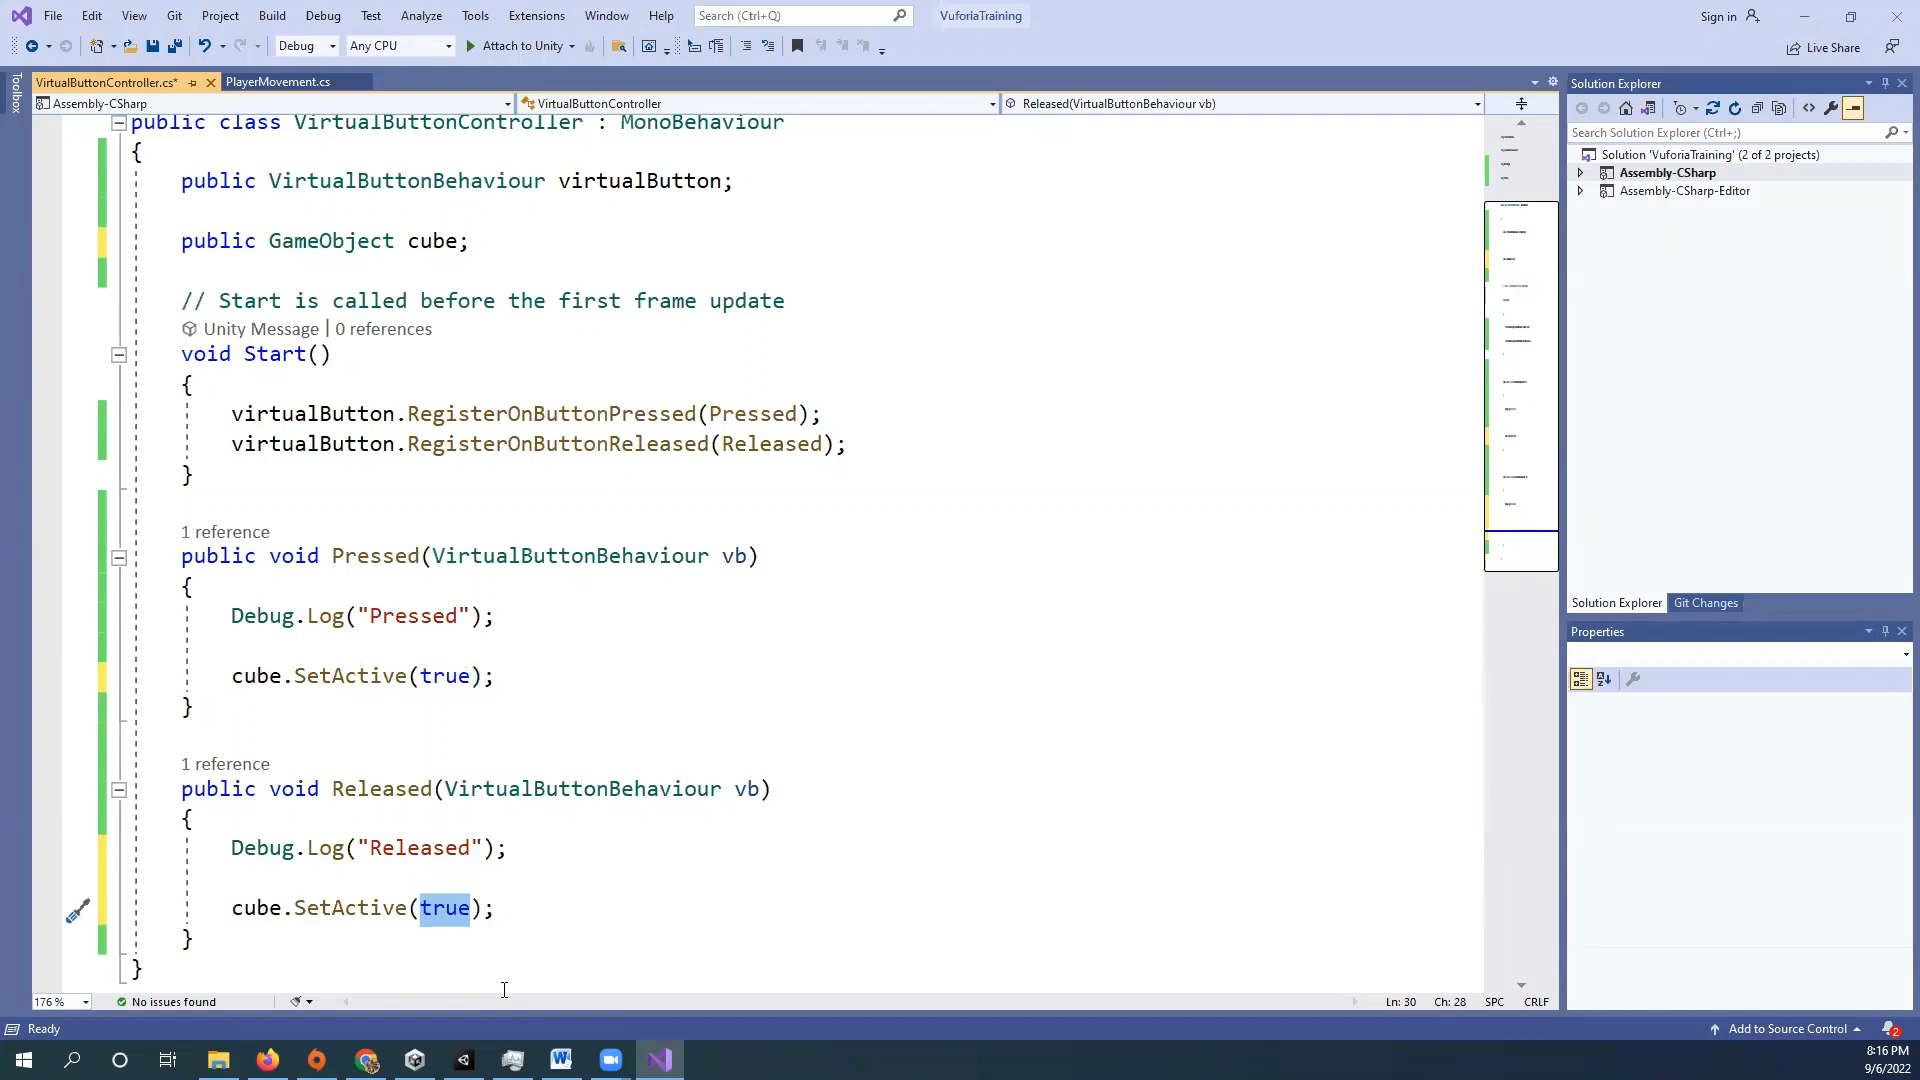 File Edit View Git Project Build Debug Test Analyze Tools Extensions Window Help Search (Ctrl+Q) VuforiaTraining Sign in
Debug Any CPU Attach to Unity Live Share
Toolbox
VirtualButtonController.cs* PlayerMovement.cs
Assembly-CSharp VirtualButtonController Released(VirtualButtonBehaviour vb)
public class VirtualButtonController : MonoBehaviour
{
public VirtualButtonBehaviour virtualButton;
public GameObject cube;
// Start is called before the first frame update
Unity Message | 0 references
void Start()
{
virtualButton.RegisterOnButtonPressed(Pressed);
virtualButton.RegisterOnButtonReleased(Released);
}
1 reference
public void Pressed(VirtualButtonBehaviour vb)
{
Debug.Log("Pressed");
cube.SetActive(true);
}
1 reference
public void Released(VirtualButtonBehaviour vb)
{
Debug.Log("Released");
cube.SetActive(true);
}
}
176 % No issues found Ln: 30 Ch: 28 SPC CRLF
Solution Explorer
Search Solution Explorer (Ctrl+;)
Solution 'VuforiaTraining' (2 of 2 projects)
Assembly-CSharp
Assembly-CSharp-Editor
Solution Explorer Git Changes
Properties
Ready Add to Source Control 2
8:16 PM
9/6/2022